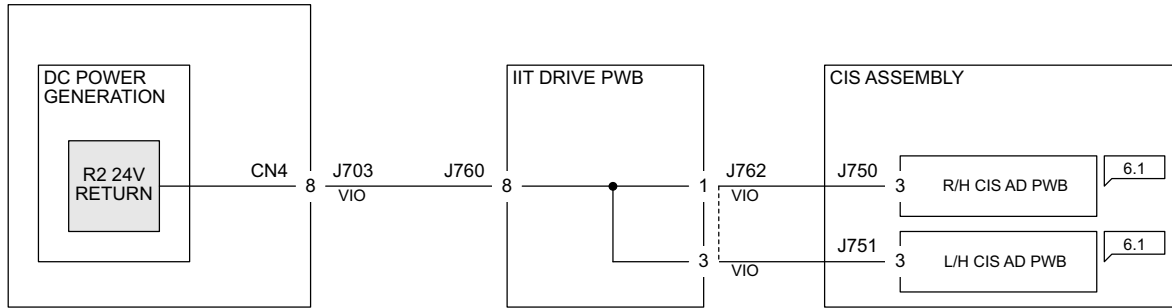 DC POWER
GENERATION
R2 24V
RETURN
CN4
8
J703
VIO
J760
IIT DRIVE PWB
8
1
3
J762
VIO
VIO
CIS ASSEMBLY
J750
3
R/H CIS AD PWB
6.1
J751
3
L/H CIS AD PWB
6.1